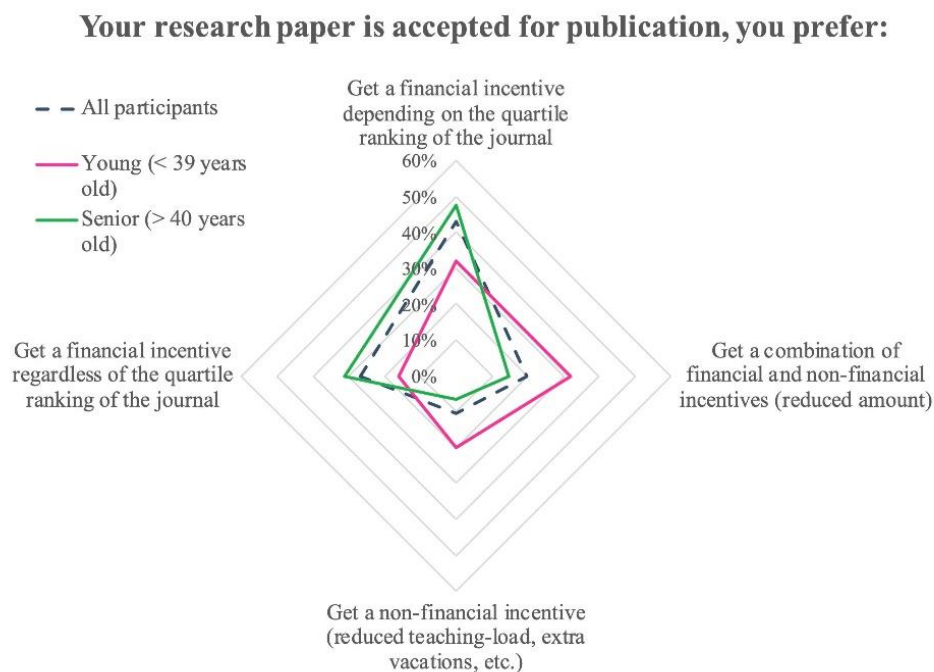 Your research paper is accepted for publication, you prefer:
All participants
Young (< 39 years
old)
Senior (> 40 years
old)
Get a financial incentive
depending on the quartile
ranking of the journal
60%
50%
40%
30%
20%
10%
0%
Get a financial incentive
regardless of the quartile
ranking of the journal
Get a combination of
financial and non-financial
incentives (reduced amount)
Get a non-financial incentive
(reduced teaching-load, extra
vacations, etc.)